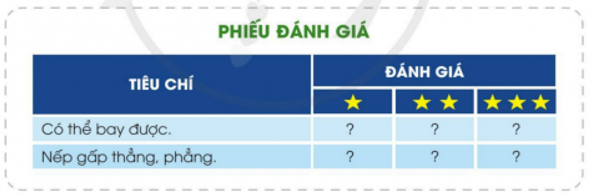 PHIẾU ĐÁNH GIÁ
TIÊU CHÍ
ĐÁNH GIÁ
★ ★★ ★★★
Có thể bay được. ? ? ?
Nếp gấp thẳng, phẳng. ? ? ?